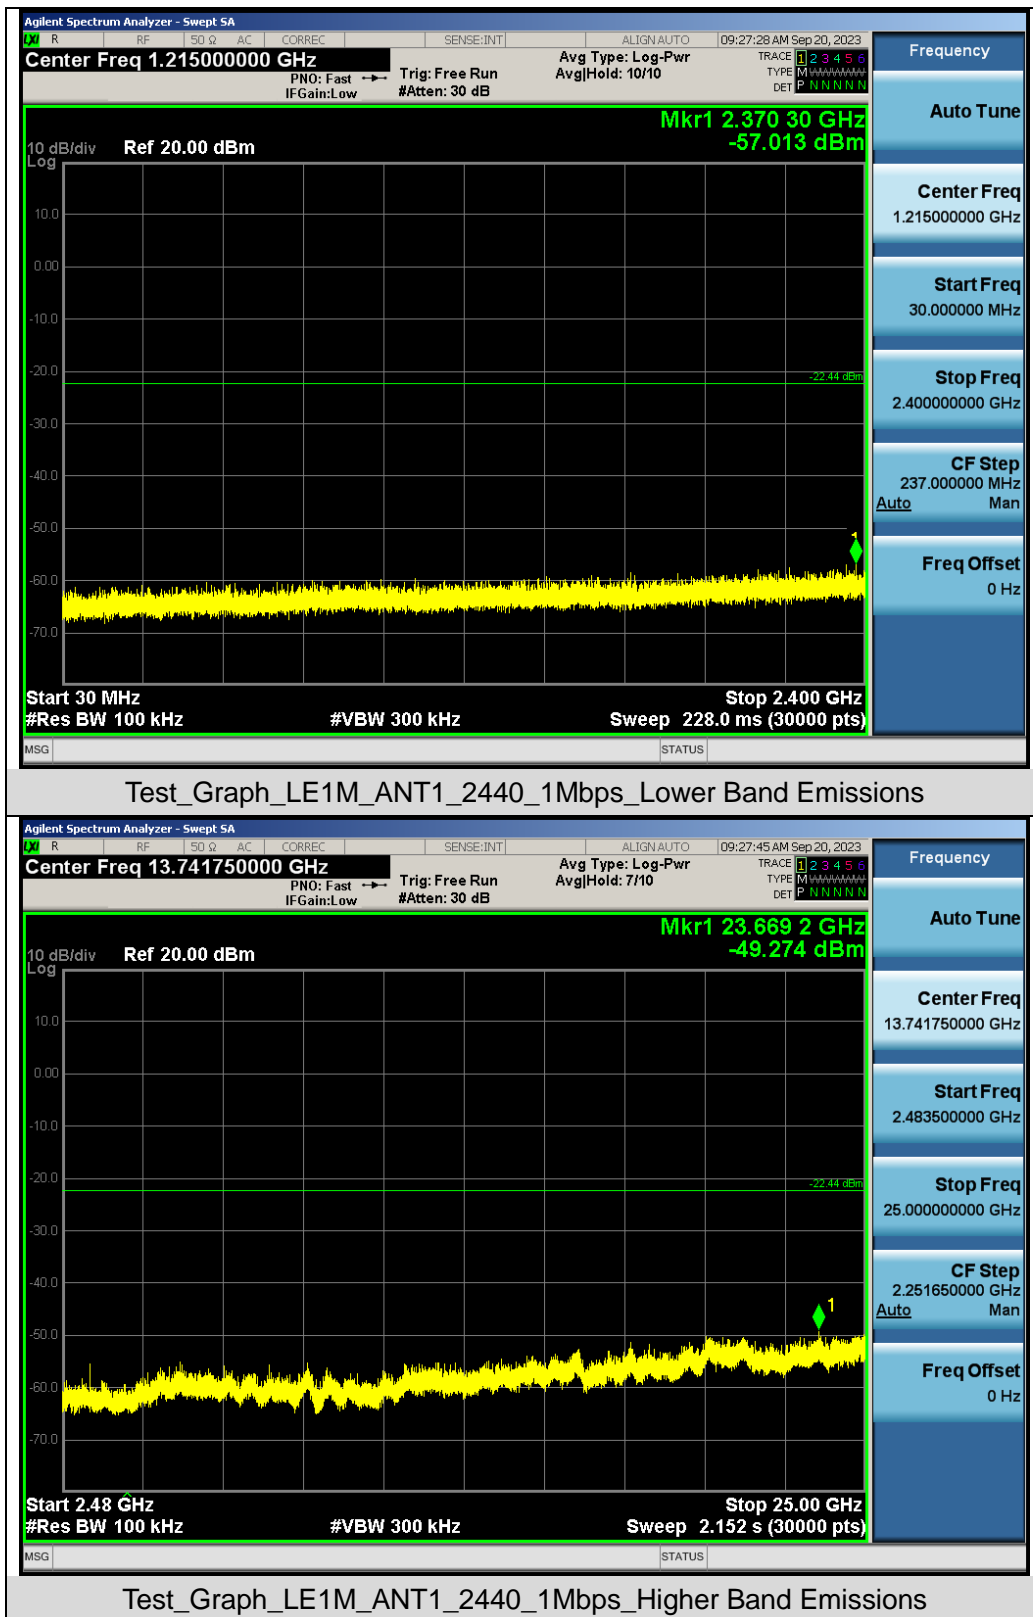 Agilent Spectrum Analyzer - Swept SA
LXI R RF 50 Ω AC CORREC SENSE:INT ALIGN AUTO 09:27:28 AM Sep 20, 2023
Center Freq 1.215000000 GHz
PNO: Fast
IFGain:Low
Trig: Free Run
#Atten: 30 dB
Avg Type: Log-Pwr
Avg|Hold: 10/10
TRACE 1 2 3 4 5 6
TYPE M
DET P N N N N N
Mkr1 2.370 30 GHz
-57.013 dBm
10 dB/div Ref 20.00 dBm
Log
10.0
0.00
-10.0
-20.0
-22.44 dBm
-30.0
-40.0
-50.0
1
-60.0
-70.0
Start 30 MHz Stop 2.400 GHz
#Res BW 100 kHz #VBW 300 kHz Sweep 228.0 ms (30000 pts)
MSG STATUS
Frequency
Auto Tune
Center Freq
1.215000000 GHz
Start Freq
30.000000 MHz
Stop Freq
2.400000000 GHz
CF Step
237.000000 MHz
Auto Man
Freq Offset
0 Hz
Test_Graph_LE1M_ANT1_2440_1Mbps_Lower Band Emissions
Agilent Spectrum Analyzer - Swept SA
LXI R RF 50 Ω AC CORREC SENSE:INT ALIGN AUTO 09:27:45 AM Sep 20, 2023
Center Freq 13.741750000 GHz
PNO: Fast
IFGain:Low
Trig: Free Run
#Atten: 30 dB
Avg Type: Log-Pwr
Avg|Hold: 7/10
TRACE 1 2 3 4 5 6
TYPE M
DET P N N N N N
Mkr1 23.669 2 GHz
-49.274 dBm
10 dB/div Ref 20.00 dBm
Log
10.0
0.00
-10.0
-20.0
-22.44 dBm
-30.0
-40.0
1
-50.0
-60.0
-70.0
Start 2.48 GHz Stop 25.00 GHz
#Res BW 100 kHz #VBW 300 kHz Sweep 2.152 s (30000 pts)
MSG STATUS
Frequency
Auto Tune
Center Freq
13.741750000 GHz
Start Freq
2.483500000 GHz
Stop Freq
25.000000000 GHz
CF Step
2.251650000 GHz
Auto Man
Freq Offset
0 Hz
Test_Graph_LE1M_ANT1_2440_1Mbps_Higher Band Emissions